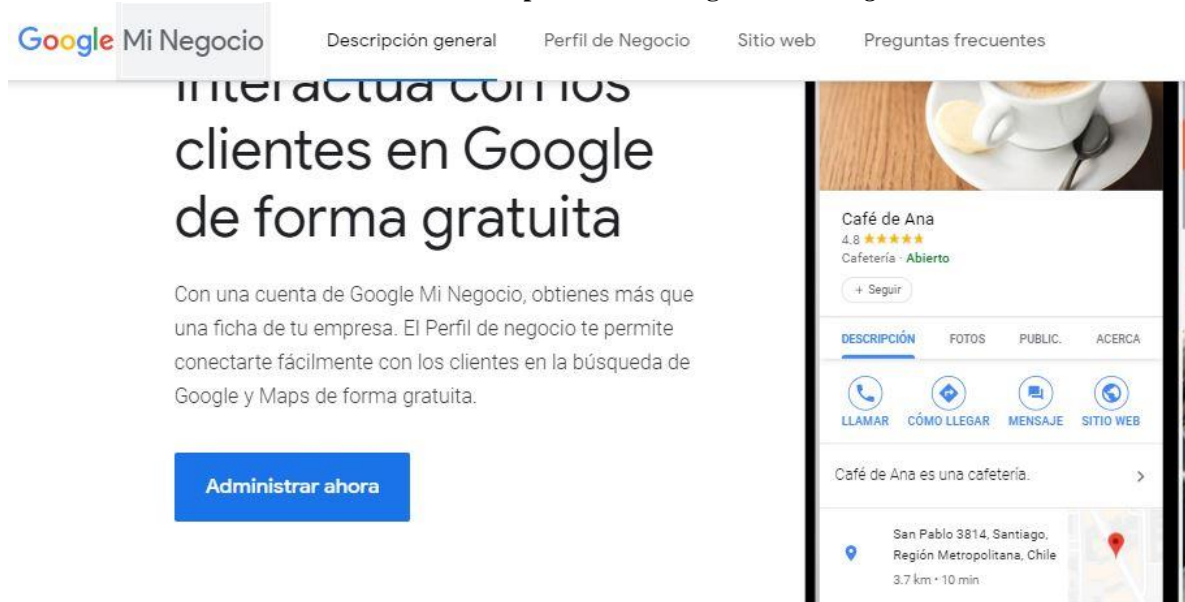 Google Mi Negocio
Descripción general
Perfil de Negocio
Sitio web
Preguntas frecuentes
Interactúa con los
clientes en Google
de forma gratuita
Con una cuenta de Google Mi Negocio, obtienes más que
una ficha de tu empresa. El Perfil de negocio te permite
conectarte fácilmente con los clientes en la búsqueda de
Google y Maps de forma gratuita.
Administrar ahora
Café de Ana
4.8 ★★★★★
Cafetería · Abierto
+ Seguir
DESCRIPCIÓN
FOTOS
PUBLIC.
ACERCA
LLAMAR
CÓMO LLEGAR
MENSAJE
SITIO WEB
Café de Ana es una cafetería.
San Pablo 3814, Santiago,
Región Metropolitana, Chile
3.7 km • 10 min